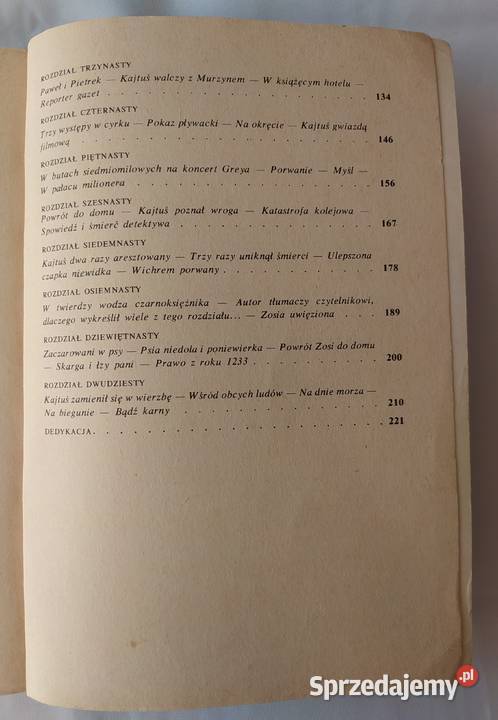 ROZDZIAŁ TRZYNASTY
Paweł i Pietrek — Kajtuś walczy z Murzynem — W książęcym hotelu —
Reporter gazet . . . . . . . . . . . . . . . 134
ROZDZIAŁ CZTERNASTY
Trzy występy w cyrku — Pokaz pływacki — Na okręcie — Kajtuś gwiazdą
filmową . . . . . . . . . . . . . . . . . 146
ROZDZIAŁ PIĘTNASTY
W butach siedmiomilowych na koncert Greya — Porwanie — Myśl —
W pałacu milionera . . . . . . . . . . . . . 156
ROZDZIAŁ SZESNASTY
Powrót do domu — Kajtuś poznał wroga — Katastrofa kolejowa —
Spowiedź i śmierć detektywa . . . . . . . . . . 167
ROZDZIAŁ SIEDEMNASTY
Kajtuś dwa razy aresztowany — Trzy razy uniknął śmierci — Ulepszona
czapka niewidka — Wichrem porwany . . . . . . . . 178
ROZDZIAŁ OSIEMNASTY
W twierdzy wodza czarnoksiężnika — Autor tłumaczy czytelnikowi,
dlaczego wykreślił wiele z tego rozdziału... — Zosia uwięziona . . . 189
ROZDZIAŁ DZIEWIĘTNASTY
Zaczarowani w psy — Psia niedola i poniewierka — Powrót Zosi do domu
— Skarga i łzy pani — Prawo z roku 1233 . . . . . . . 200
ROZDZIAŁ DWUDZIESTY
Kajtuś zamienił się w wierzbę — Wśród obcych ludów — Na dnie morza —
Na biegunie — Bądź karny . . . . . . . . . . . 210
DEDYKACJA . . . . . . . . . . . . . . . . 221
Sprzedajemy.pl